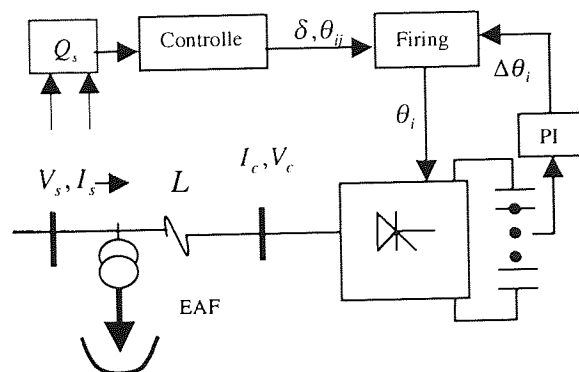 Q_s
Controlle
δ, θ_ij
Firing
Δθ_i
θ_i
PI
V_s, I_s
L
I_c, V_c
EAF